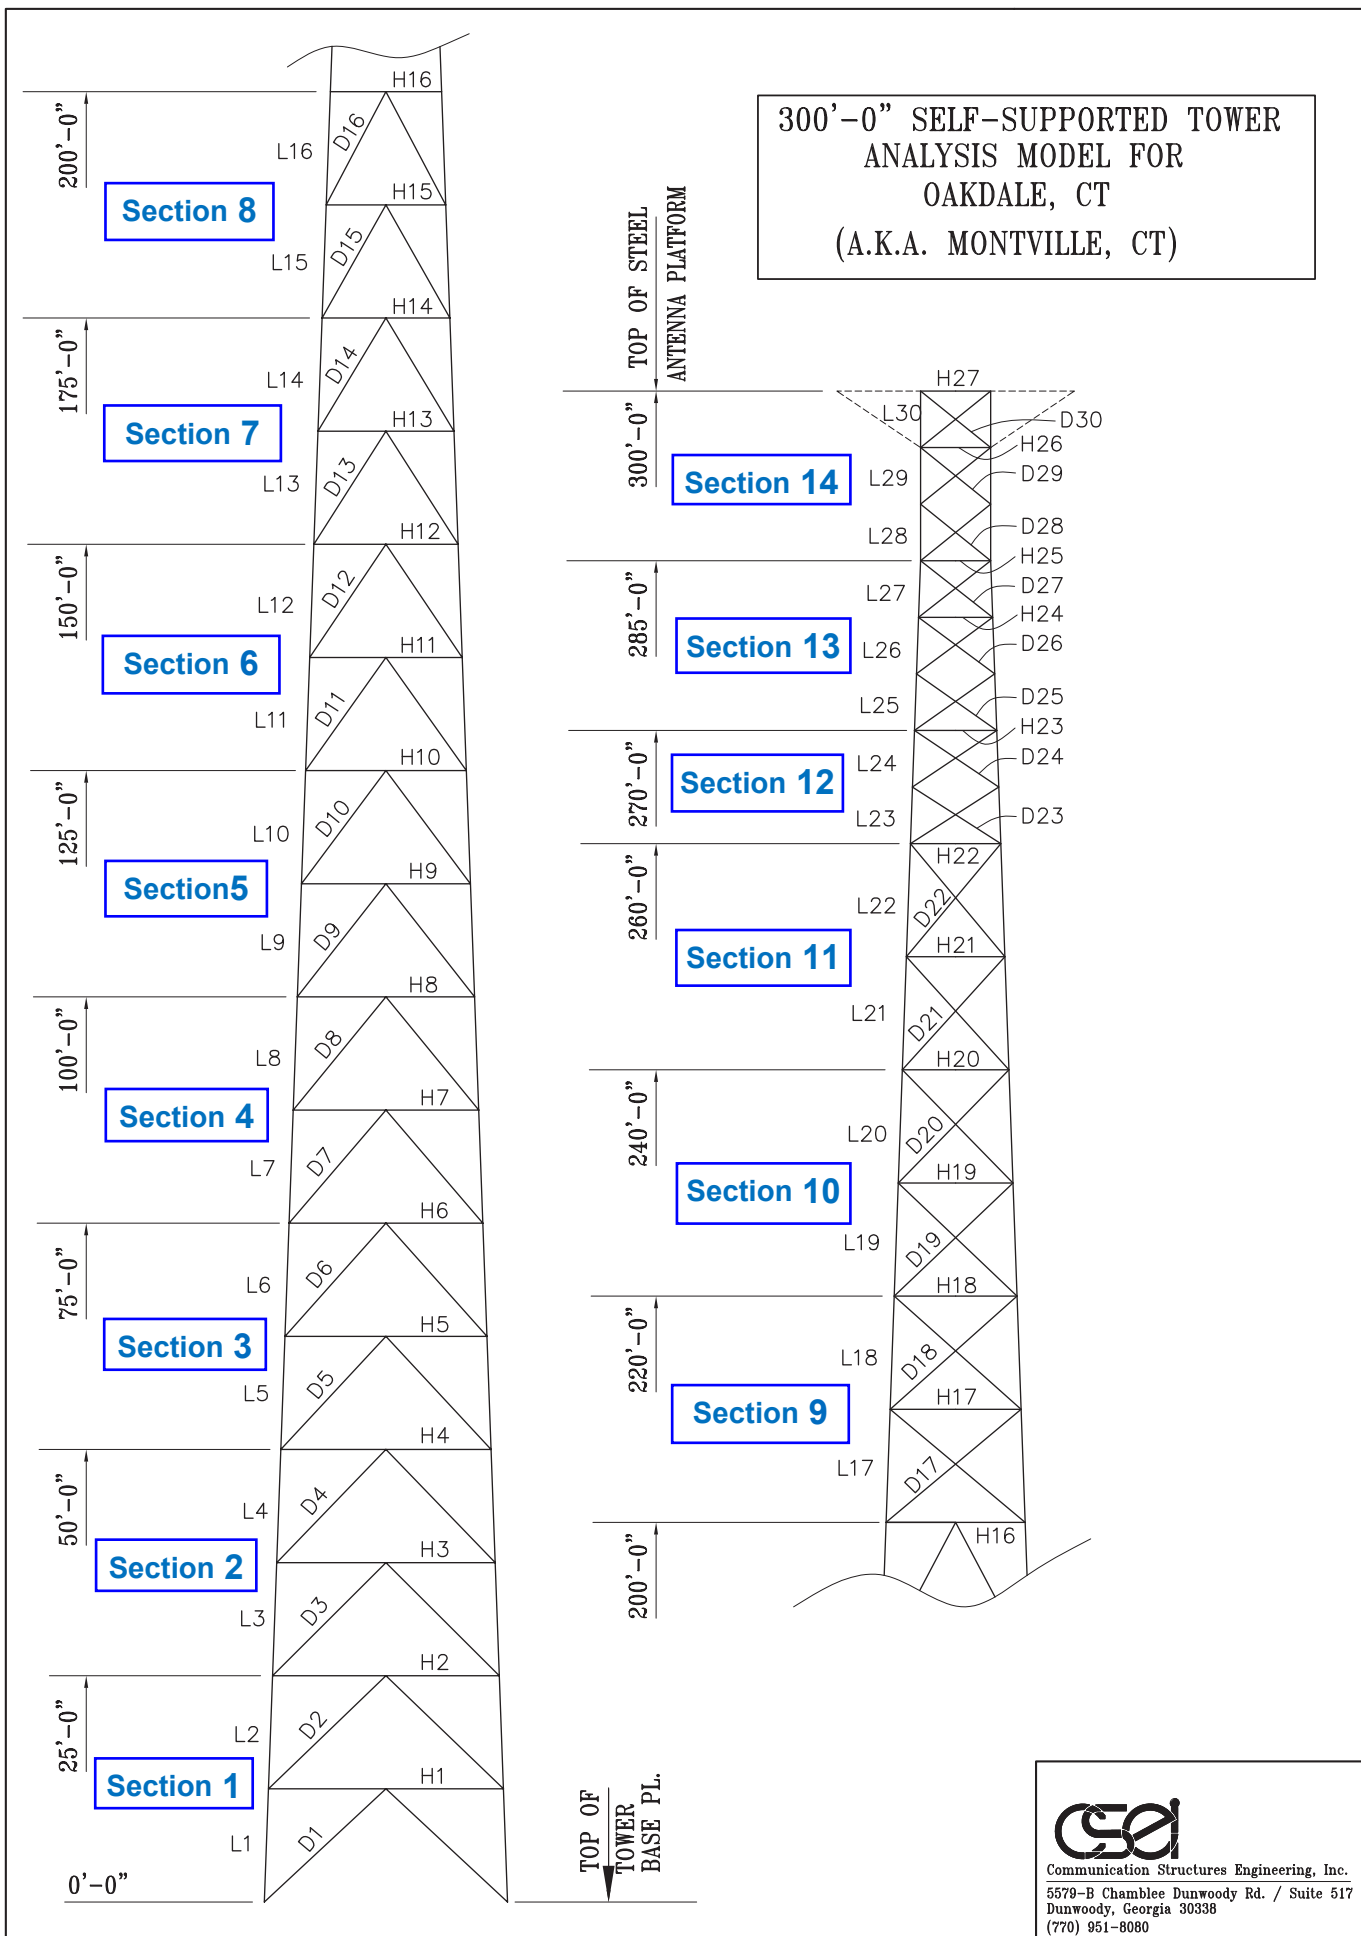 H16
200'-0"
L16
D16
Section 8
H15
L15
D15
H14
175'-0"
L14
D14
Section 7
H13
L13
D13
H12
150'-0"
L12
D12
Section 6
H11
L11
D11
H10
125'-0"
L10
D10
Section5
H9
L9
D9
H8
100'-0"
L8
D8
Section 4
H7
L7
D7
H6
75'-0"
L6
D6
Section 3
H5
L5
D5
H4
50'-0"
L4
D4
Section 2
H3
L3
D3
H2
25'-0"
L2
D2
Section 1
H1
L1
D1
0'-0"
TOP OF
TOWER
BASE PL.
300'-0" SELF-SUPPORTED TOWER
ANALYSIS MODEL FOR
OAKDALE, CT
(A.K.A. MONTVILLE, CT)
TOP OF STEEL
ANTENNA PLATFORM
H27
300'-0"
L30
D30
H26
Section 14
L29
D29
L28
D28
H25
285'-0"
L27
D27
H24
Section 13
L26
D26
L25
D25
H23
270'-0"
Section 12
L24
D24
L23
D23
H22
260'-0"
L22
D22
Section 11
H21
L21
D21
H20
240'-0"
L20
D20
Section 10
H19
L19
D19
H18
220'-0"
L18
D18
Section 9
H17
L17
D17
H16
200'-0"
csei
Communication Structures Engineering, Inc.
5579-B Chamblee Dunwoody Rd. / Suite 517
Dunwoody, Georgia 30338
(770) 951-8080